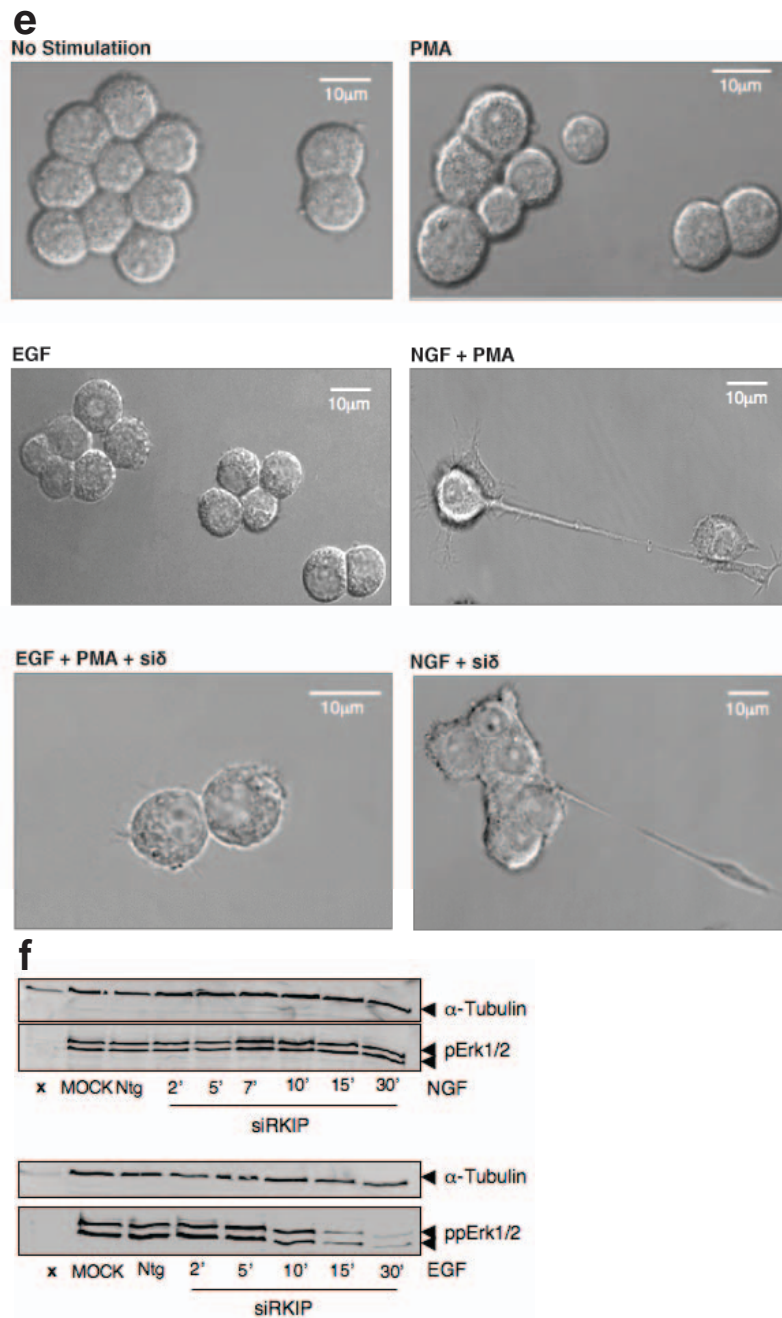 e
No Stimulatiion PMA
10μm 10μm
EGF NGF + PMA
10μm 10μm
EGF + PMA + siδ NGF + siδ
10μm 10μm
f
α-Tubulin
pErk1/2
x MOCK Ntg 2' 5' 7' 10' 15' 30' NGF
siRKIP
α-Tubulin
ppErk1/2
x MOCK Ntg 2' 5' 10' 15' 30' EGF
siRKIP